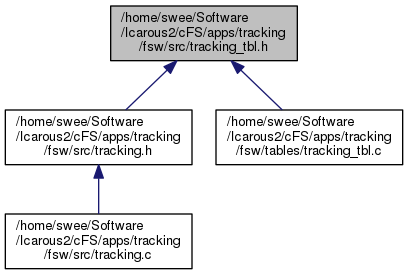 /home/swee/Software
/Icarous2/cFS/apps/tracking
/fsw/src/tracking_tbl.h
/home/swee/Software
/Icarous2/cFS/apps/tracking
/fsw/src/tracking.h
/home/swee/Software
/Icarous2/cFS/apps/tracking
/fsw/tables/tracking_tbl.c
/home/swee/Software
/Icarous2/cFS/apps/tracking
/fsw/src/tracking.c